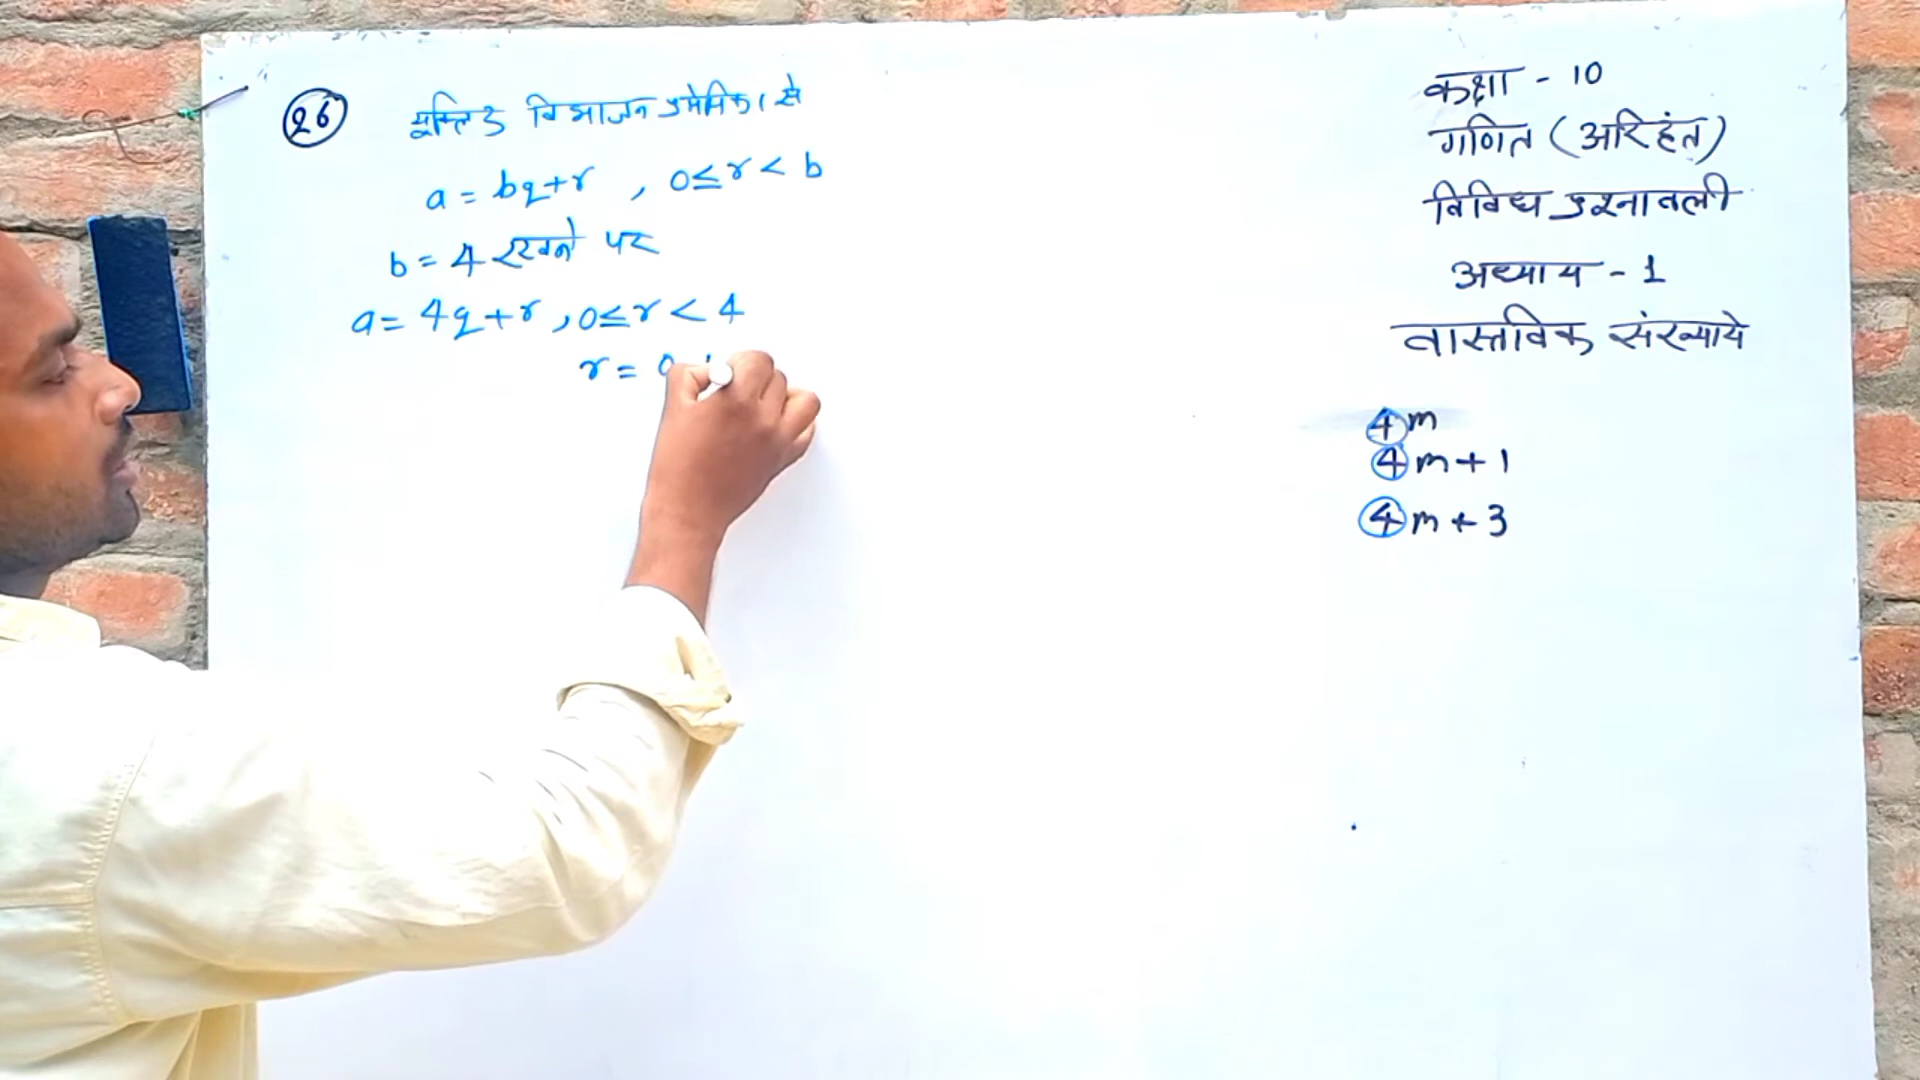 26
यूक्लिड विभाजन प्रमेयिका से
a = bq+r , 0≤r < b
b = 4 रखने पर
a = 4q+r , 0≤r < 4
r = 0
कक्षा - 10
गणित (अरिहंत)
विविध प्रश्नावली
अध्याय - 1
वास्तविक संख्याये
4m
4m + 1
4m + 3